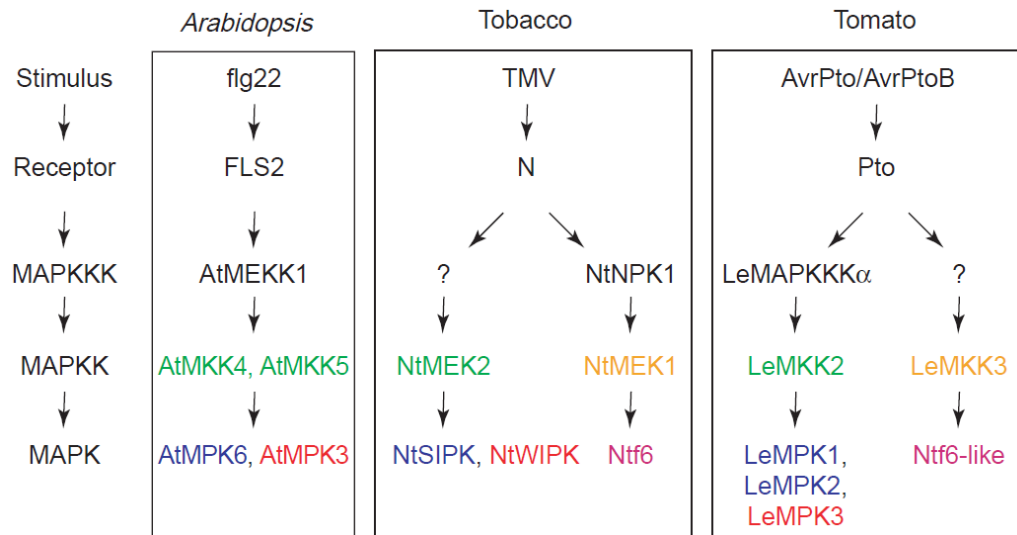 Arabidopsis Tobacco Tomato
Stimulus flg22 TMV AvrPto/AvrPtoB
Receptor FLS2 N Pto
MAPKKK AtMEKK1 ? NtNPK1 LeMAPKKKα ?
MAPKK AtMKK4, AtMKK5 NtMEK2 NtMEK1 LeMKK2 LeMKK3
MAPK AtMPK6, AtMPK3 NtSIPK, NtWIPK Ntf6 LeMPK1, Ntf6-like
LeMPK2,
LeMPK3